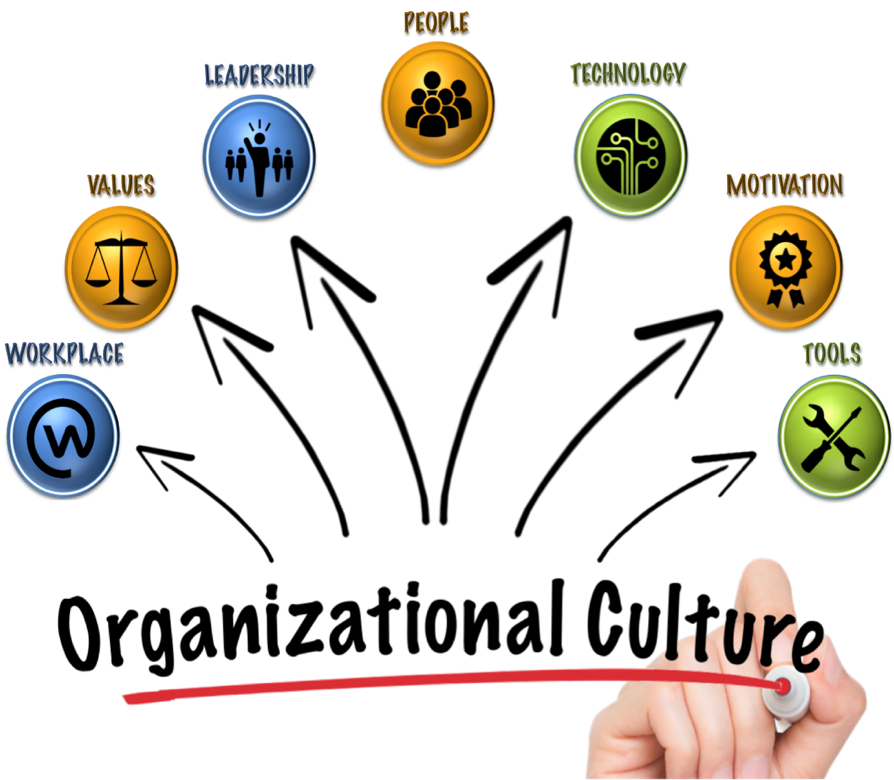 PEOPLE
LEADERSHIP
TECHNOLOGY
VALUES
MOTIVATION
WORKPLACE
TOOLS
W
Organizational Culture